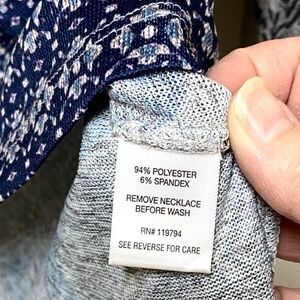 94% POLYESTER
6% SPANDEX
REMOVE NECKLACE
BEFORE WASH
RN# 119794
SEE REVERSE FOR CARE